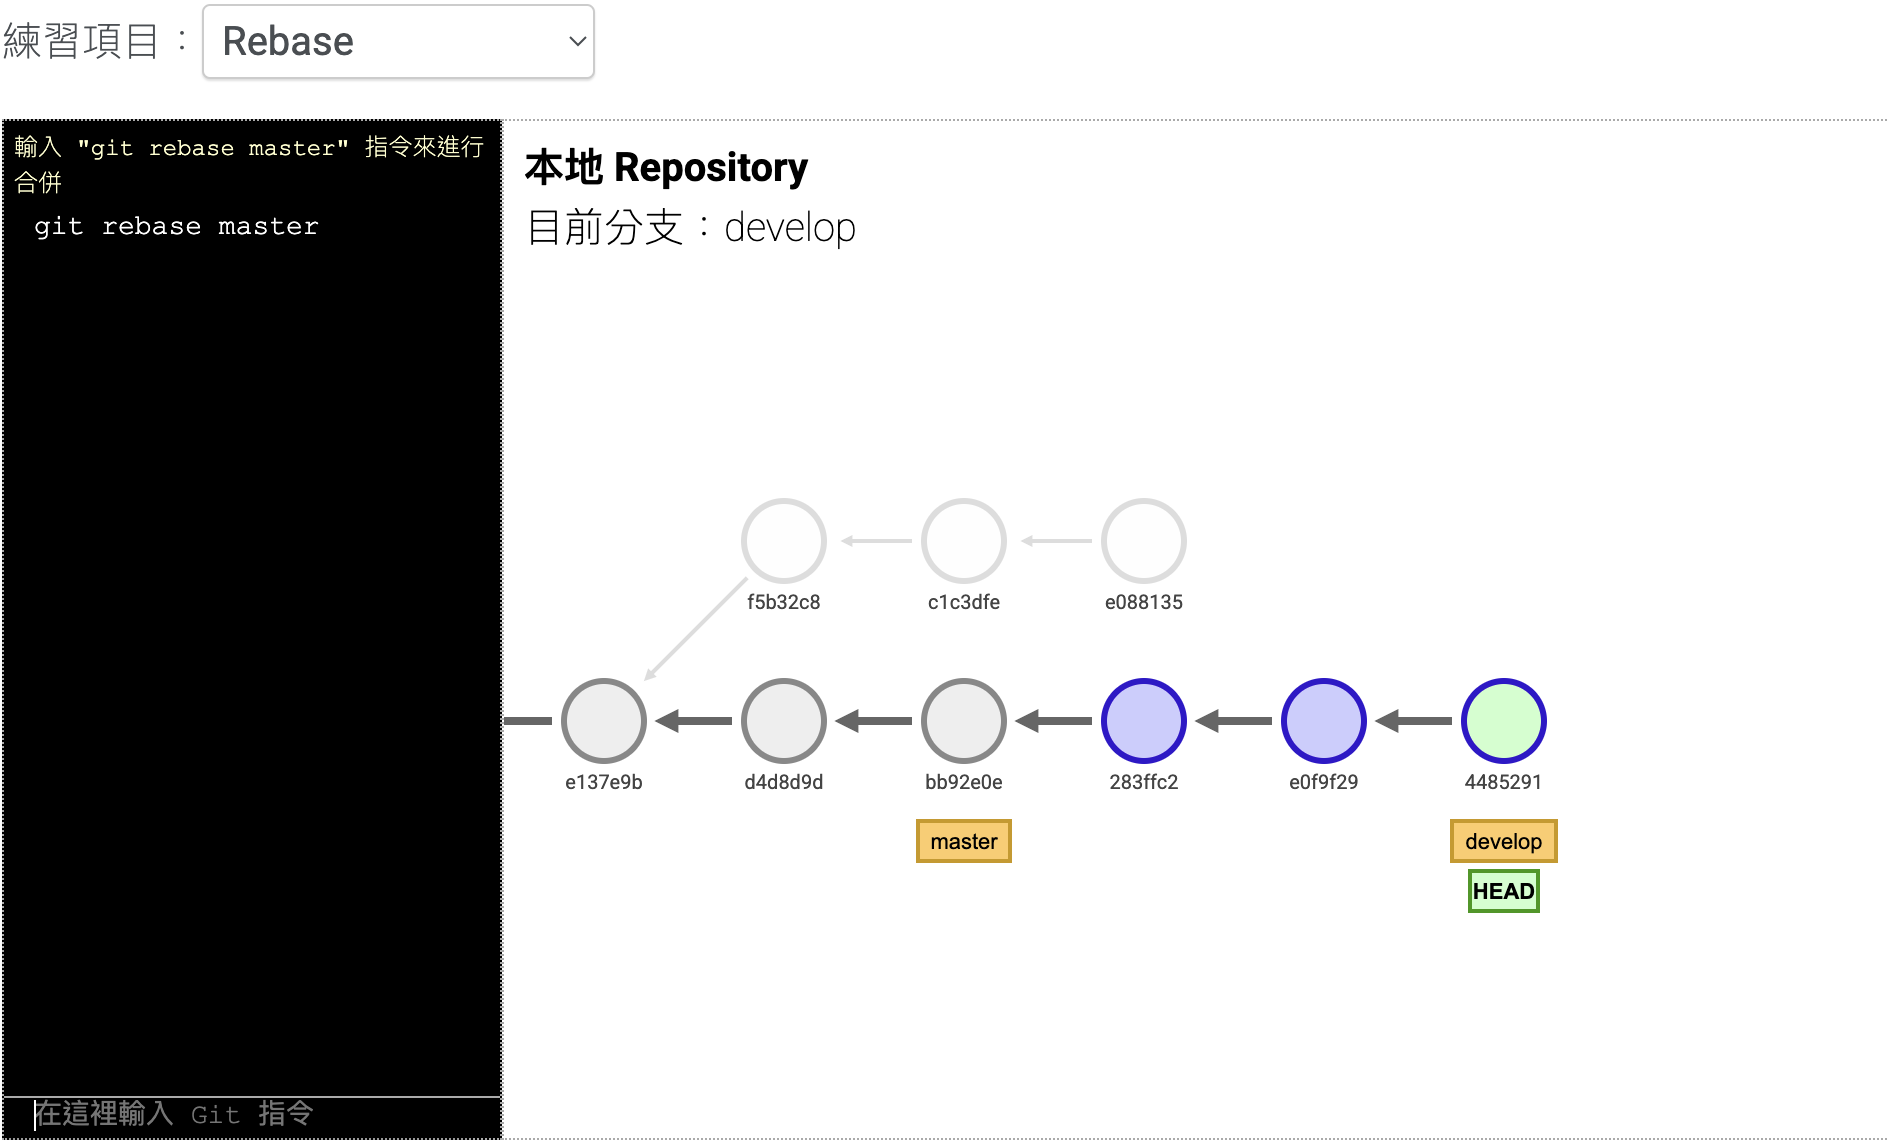 練習項目：Rebase
輸入 "git rebase master" 指令來進行
合併
git rebase master
在這裡輸入 Git 指令
本地 Repository
目前分支：develop
f5b32c8 c1c3dfe e088135
e137e9b d4d8d9d bb92e0e 283ffc2 e0f9f29 4485291
master develop
HEAD